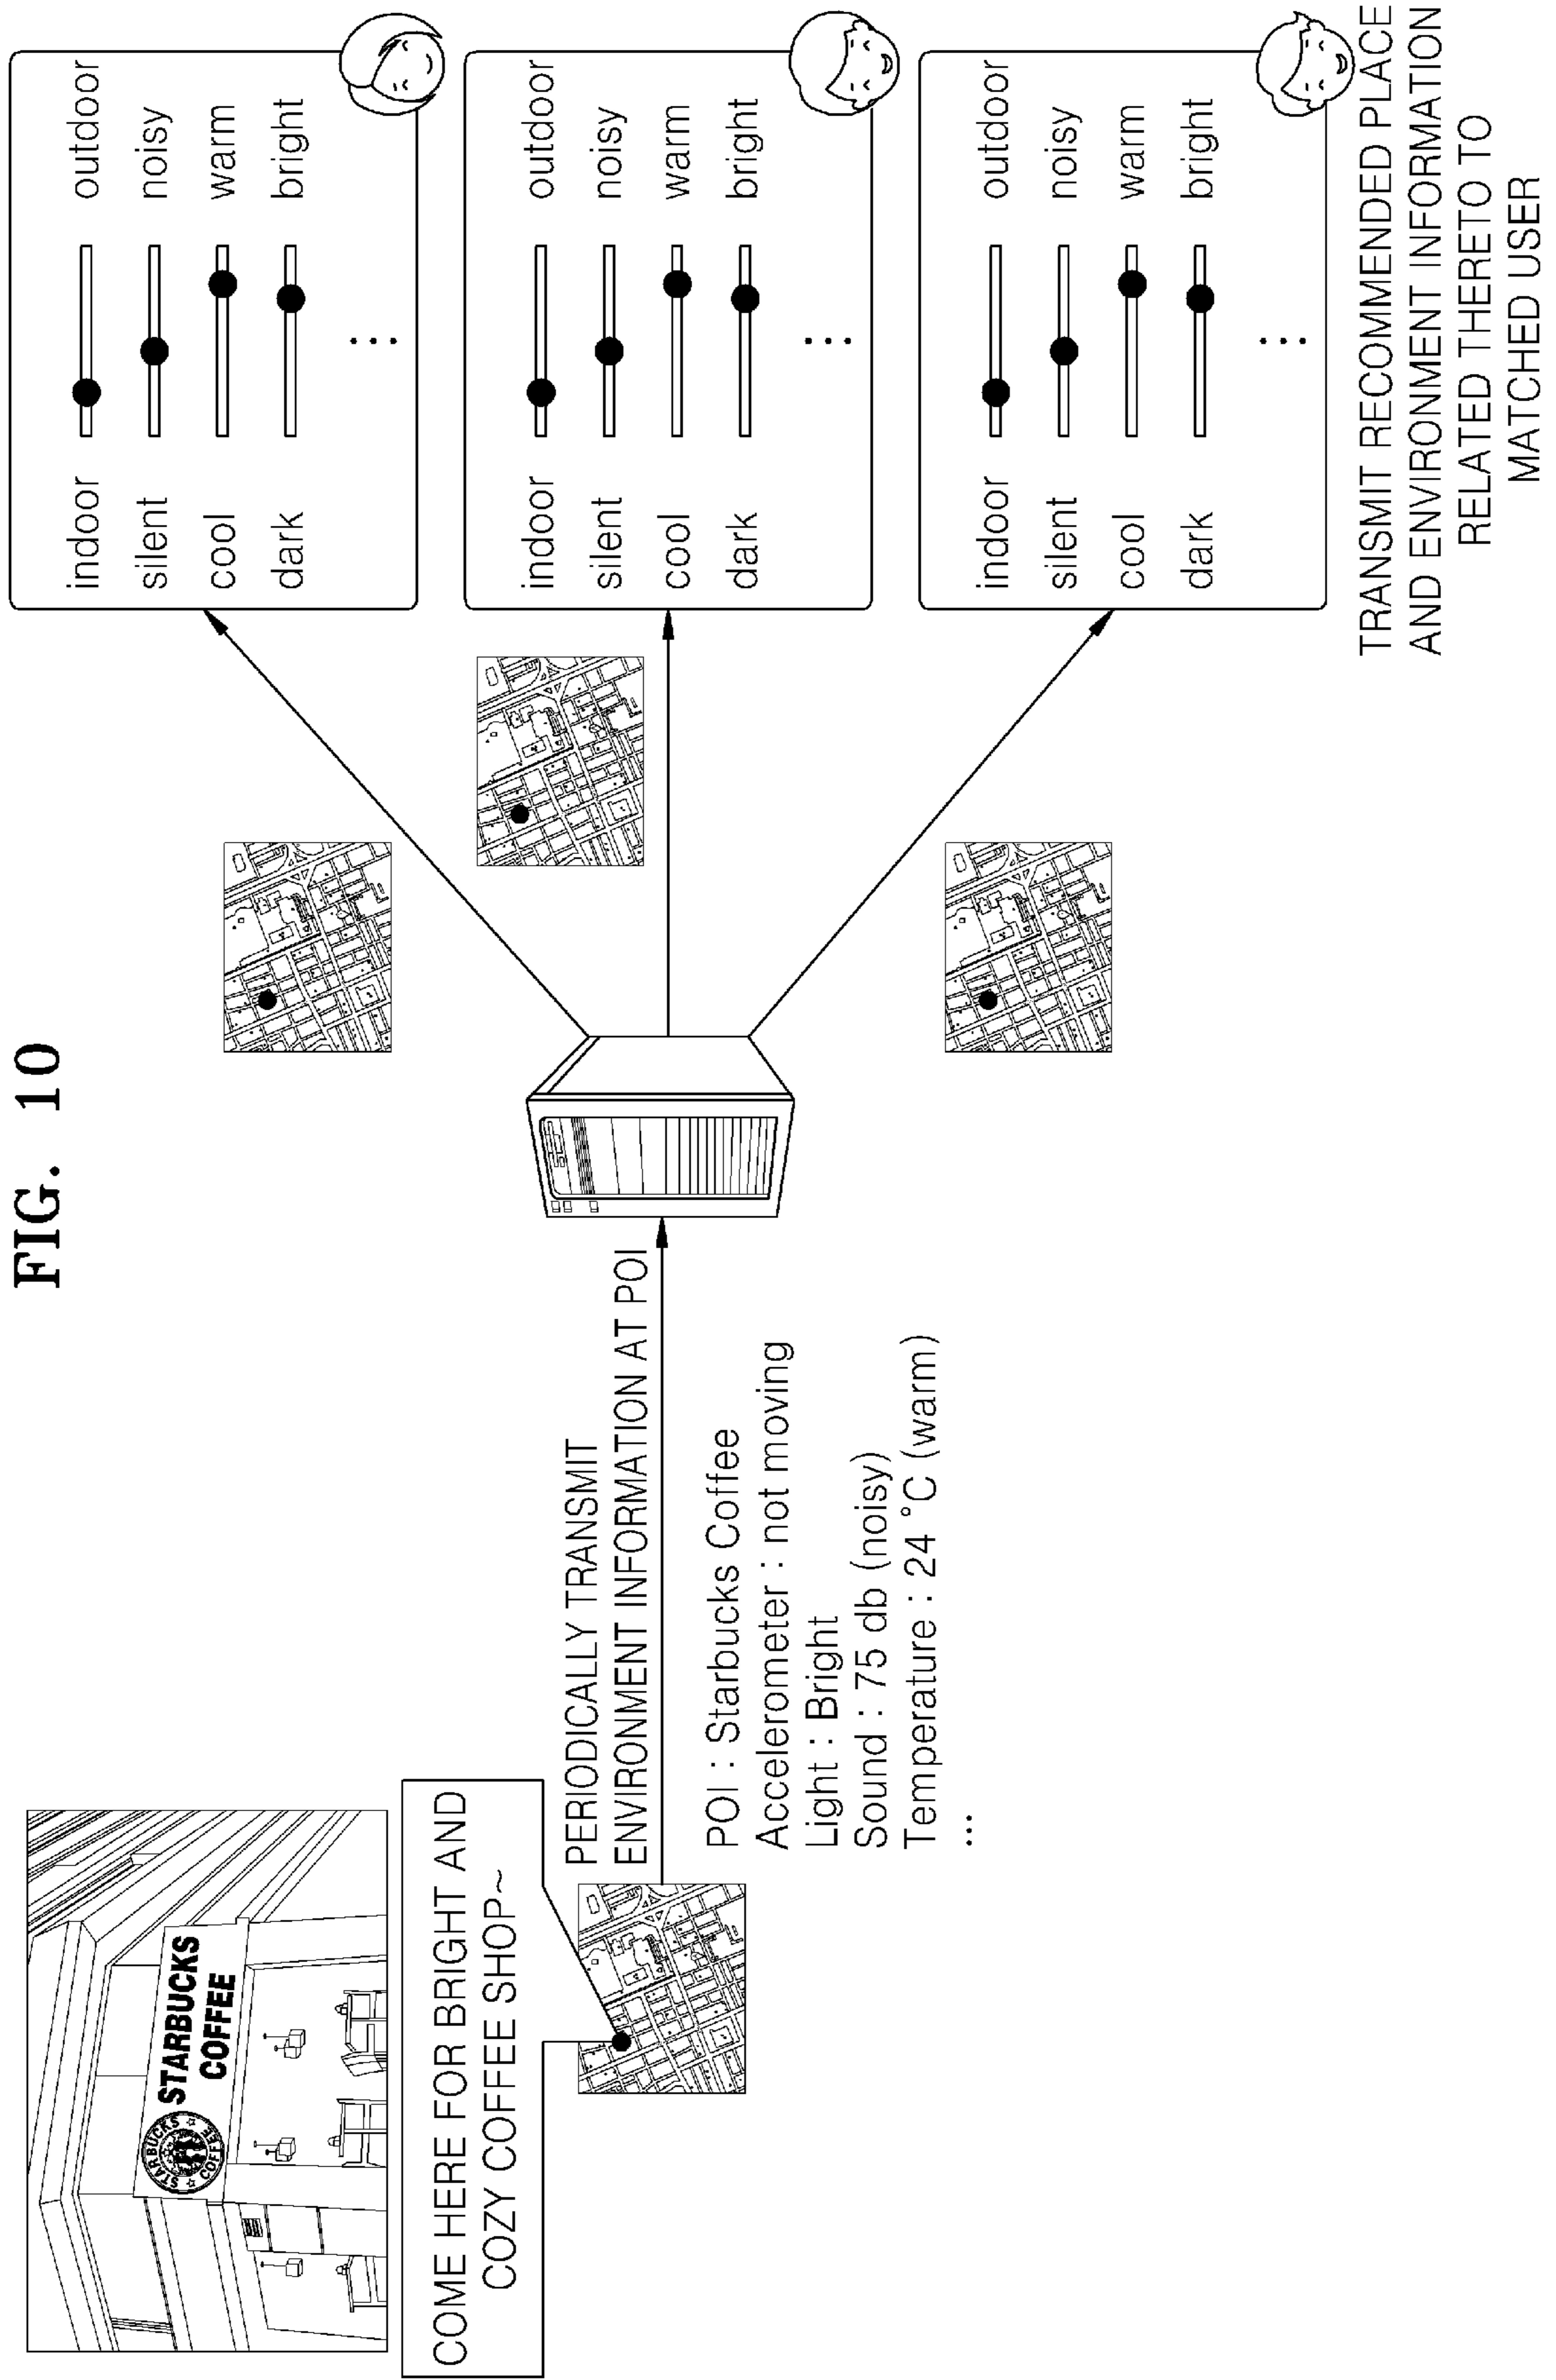 FIG. 10
STARBUCKS
COFFEE
STARBUCKS
COFFEE
COME HERE FOR BRIGHT AND
COZY COFFEE SHOP~
PERIODICALLY TRANSMIT
ENVIRONMENT INFORMATION AT POI
POI : Starbucks Coffee
Accelerometer : not moving
Light : Bright
Sound : 75 db (noisy)
Temperature : 24 °C (warm)
...
indoor outdoor
silent noisy
cool warm
dark bright
...
indoor outdoor
silent noisy
cool warm
dark bright
...
indoor outdoor
silent noisy
cool warm
dark bright
...
TRANSMIT RECOMMENDED PLACE
AND ENVIRONMENT INFORMATION
RELATED THERETO TO
MATCHED USER